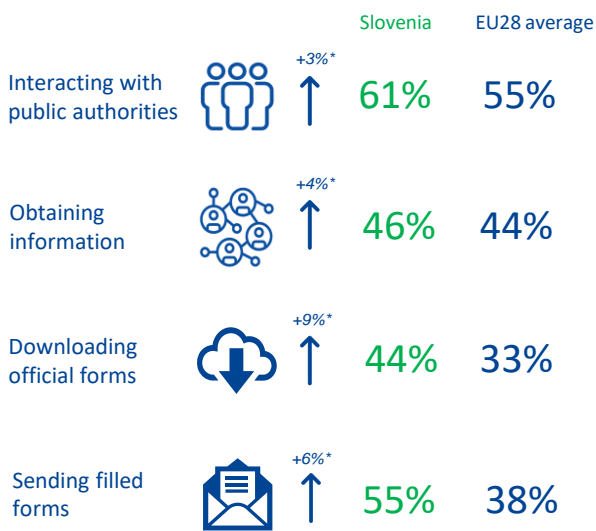 Slovenia EU28 average
Interacting with
public authorities
+3%*
61% 55%
Obtaining
information
+4%*
46% 44%
Downloading
official forms
+9%*
44% 33%
Sending filled
forms
+6%*
55% 38%